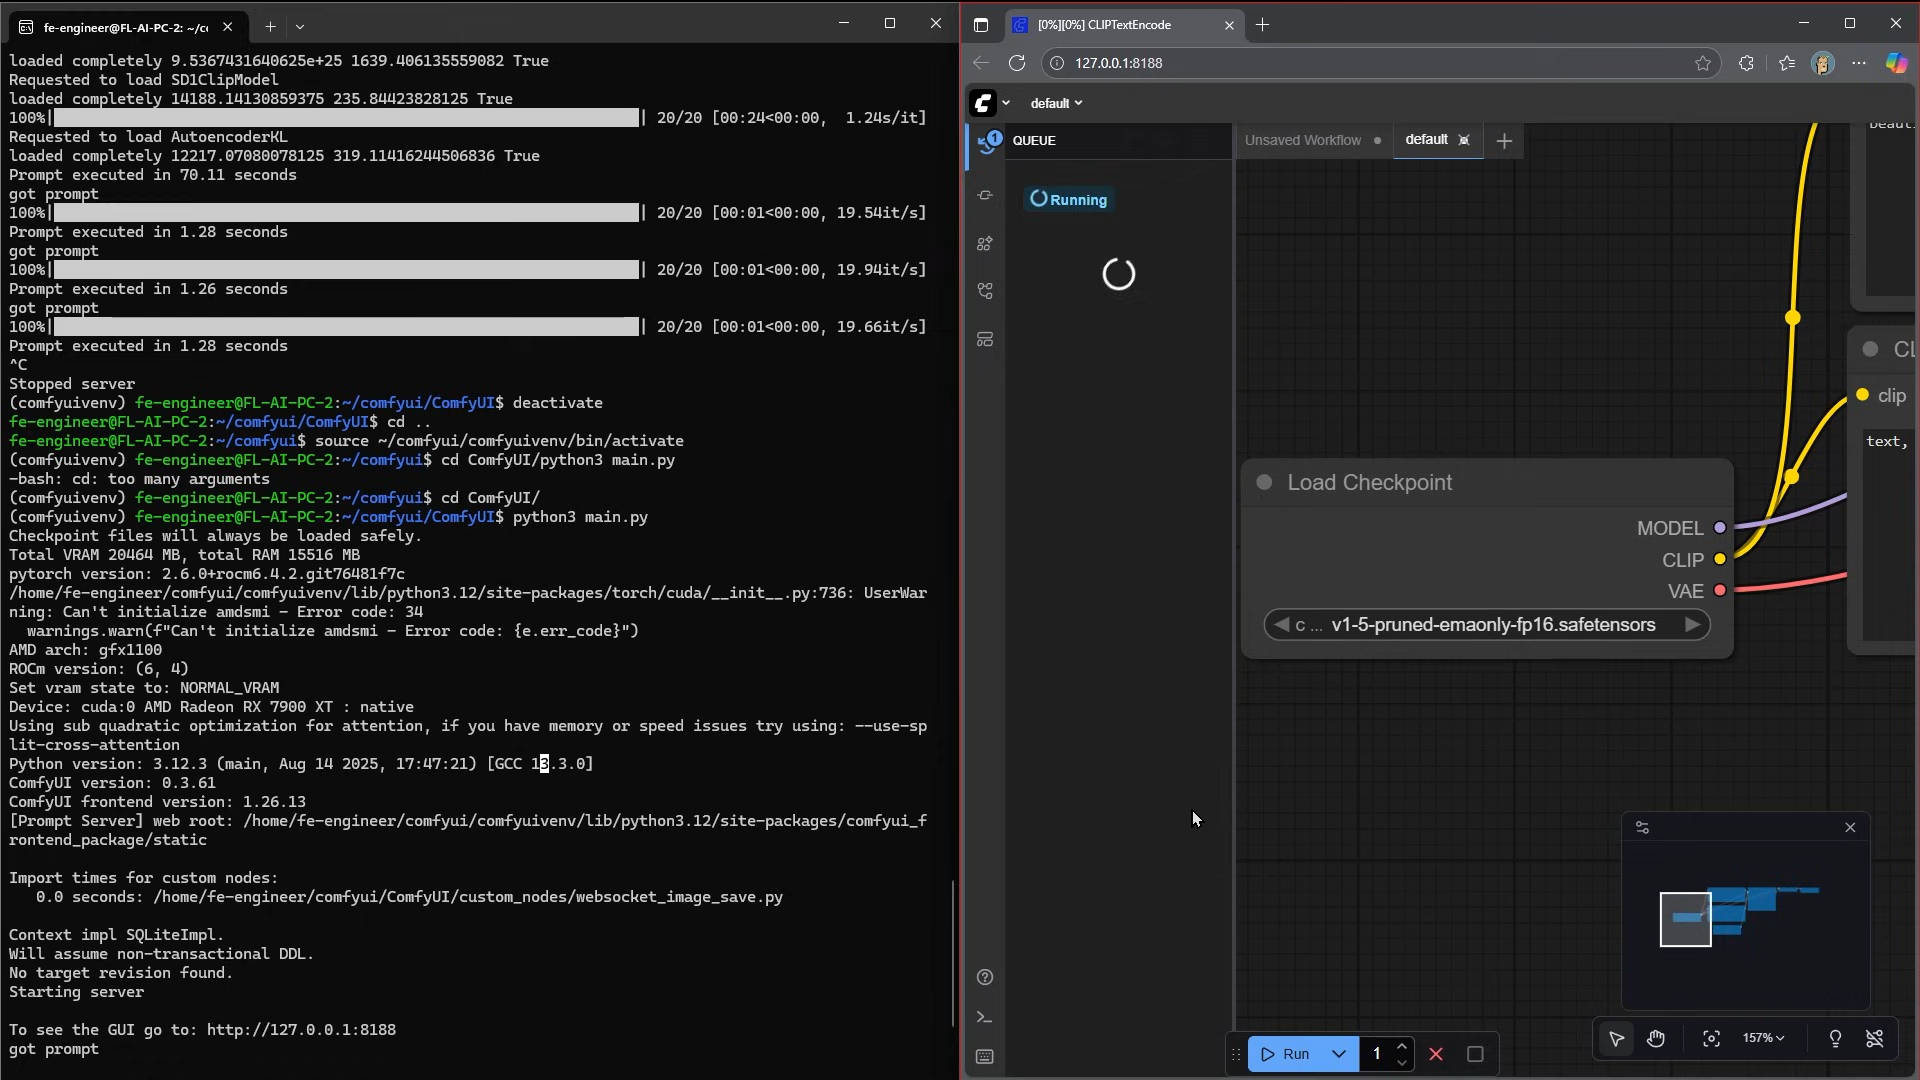 fe-engineer@FL-AI-PC-2: ~/c
loaded completely 9.5367431640625e+25 1639.406135559082 True
Requested to load SD1ClipModel
loaded completely 14188.14130859375 235.84423828125 True
100%| | 20/20 [00:24<00:00,  1.24s/it]
Requested to load AutoencoderKL
loaded completely 12217.07080078125 319.11416244506836 True
Prompt executed in 70.11 seconds
got prompt
100%| | 20/20 [00:01<00:00, 19.54it/s]
Prompt executed in 1.28 seconds
got prompt
100%| | 20/20 [00:01<00:00, 19.94it/s]
Prompt executed in 1.26 seconds
got prompt
100%| | 20/20 [00:01<00:00, 19.66it/s]
Prompt executed in 1.28 seconds
^C
Stopped server
(comfyuivenv) fe-engineer@FL-AI-PC-2:~/comfyui/ComfyUI$ deactivate
fe-engineer@FL-AI-PC-2:~/comfyui/ComfyUI$ cd ..
fe-engineer@FL-AI-PC-2:~/comfyui$ source ~/comfyui/comfyuivenv/bin/activate
(comfyuivenv) fe-engineer@FL-AI-PC-2:~/comfyui$ cd ComfyUI/python3 main.py
-bash: cd: too many arguments
(comfyuivenv) fe-engineer@FL-AI-PC-2:~/comfyui$ cd ComfyUI/
(comfyuivenv) fe-engineer@FL-AI-PC-2:~/comfyui/ComfyUI$ python3 main.py
Checkpoint files will always be loaded safely.
Total VRAM 20464 MB, total RAM 15516 MB
pytorch version: 2.6.0+rocm6.4.2.git76481f7c
/home/fe-engineer/comfyui/comfyuivenv/lib/python3.12/site-packages/torch/cuda/__init__.py:736: UserWar
ning: Can't initialize amdsmi - Error code: 34
  warnings.warn(f"Can't initialize amdsmi - Error code: {e.err_code}")
AMD arch: gfx1100
ROCm version: (6, 4)
Set vram state to: NORMAL_VRAM
Device: cuda:0 AMD Radeon RX 7900 XT : native
Using sub quadratic optimization for attention, if you have memory or speed issues try using: --use-sp
lit-cross-attention
Python version: 3.12.3 (main, Aug 14 2025, 17:47:21) [GCC 13.3.0]
ComfyUI version: 0.3.61
ComfyUI frontend version: 1.26.13
[Prompt Server] web root: /home/fe-engineer/comfyui/comfyuivenv/lib/python3.12/site-packages/comfyui_f
rontend_package/static
Import times for custom nodes:
   0.0 seconds: /home/fe-engineer/comfyui/ComfyUI/custom_nodes/websocket_image_save.py
Context impl SQLiteImpl.
Will assume non-transactional DDL.
No target revision found.
Starting server
To see the GUI go to: http://127.0.0.1:8188
got prompt
[0%][0%] CLIPTextEncode
127.0.0.1:8188
default
1
QUEUE
Unsaved Workflow
default
Running
Load Checkpoint
MODEL
CLIP
VAE
c ... v1-5-pruned-emaonly-fp16.safetensors
CL
clip
text,
Run
1
157%